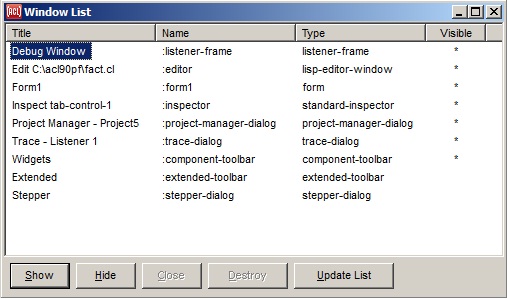 ACL Window List
Title Name Type Visible
Debug Window :listener-frame listener-frame *
Edit C:\acl90pf\fact.cl :editor lisp-editor-window *
Form1 :form1 form *
Inspect tab-control-1 :inspector standard-inspector *
Project Manager - Project5 :project-manager-dialog project-manager-dialog *
Trace - Listener 1 :trace-dialog trace-dialog *
Widgets :component-toolbar component-toolbar *
Extended :extended-toolbar extended-toolbar
Stepper :stepper-dialog stepper-dialog
Show Hide Close Destroy Update List